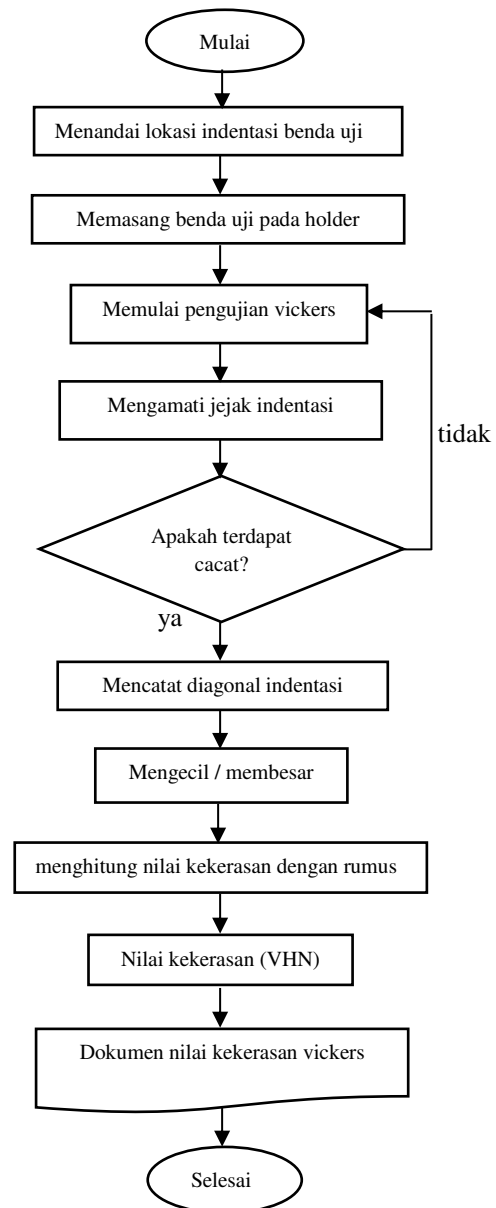 Mulai
Menandai lokasi indentasi benda uji
Memasang benda uji pada holder
Memulai pengujian vickers
Mengamati jejak indentasi
tidak
Apakah terdapat
cacat?
ya
Mencatat diagonal indentasi
Mengecil / membesar
menghitung nilai kekerasan dengan rumus
Nilai kekerasan (VHN)
Dokumen nilai kekerasan vickers
Selesai